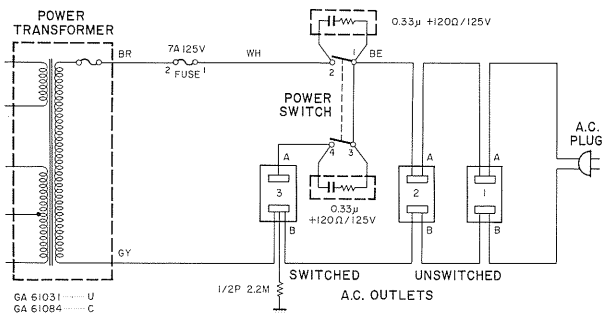 POWER
TRANSFORMER
0.33µ +120Ω/125V
BR
7A 125V
2 FUSE 1
WH
2
1
BE
POWER
SWITCH
A.C.
PLUG
4
3
A
3
B
0.33µ
+120Ω/125V
A
2
B
A
1
B
GY
SWITCHED
UNSWITCHED
1/2P 2.2M
A.C. OUTLETS
GA 61031 ········ U
GA 61084 ········ C